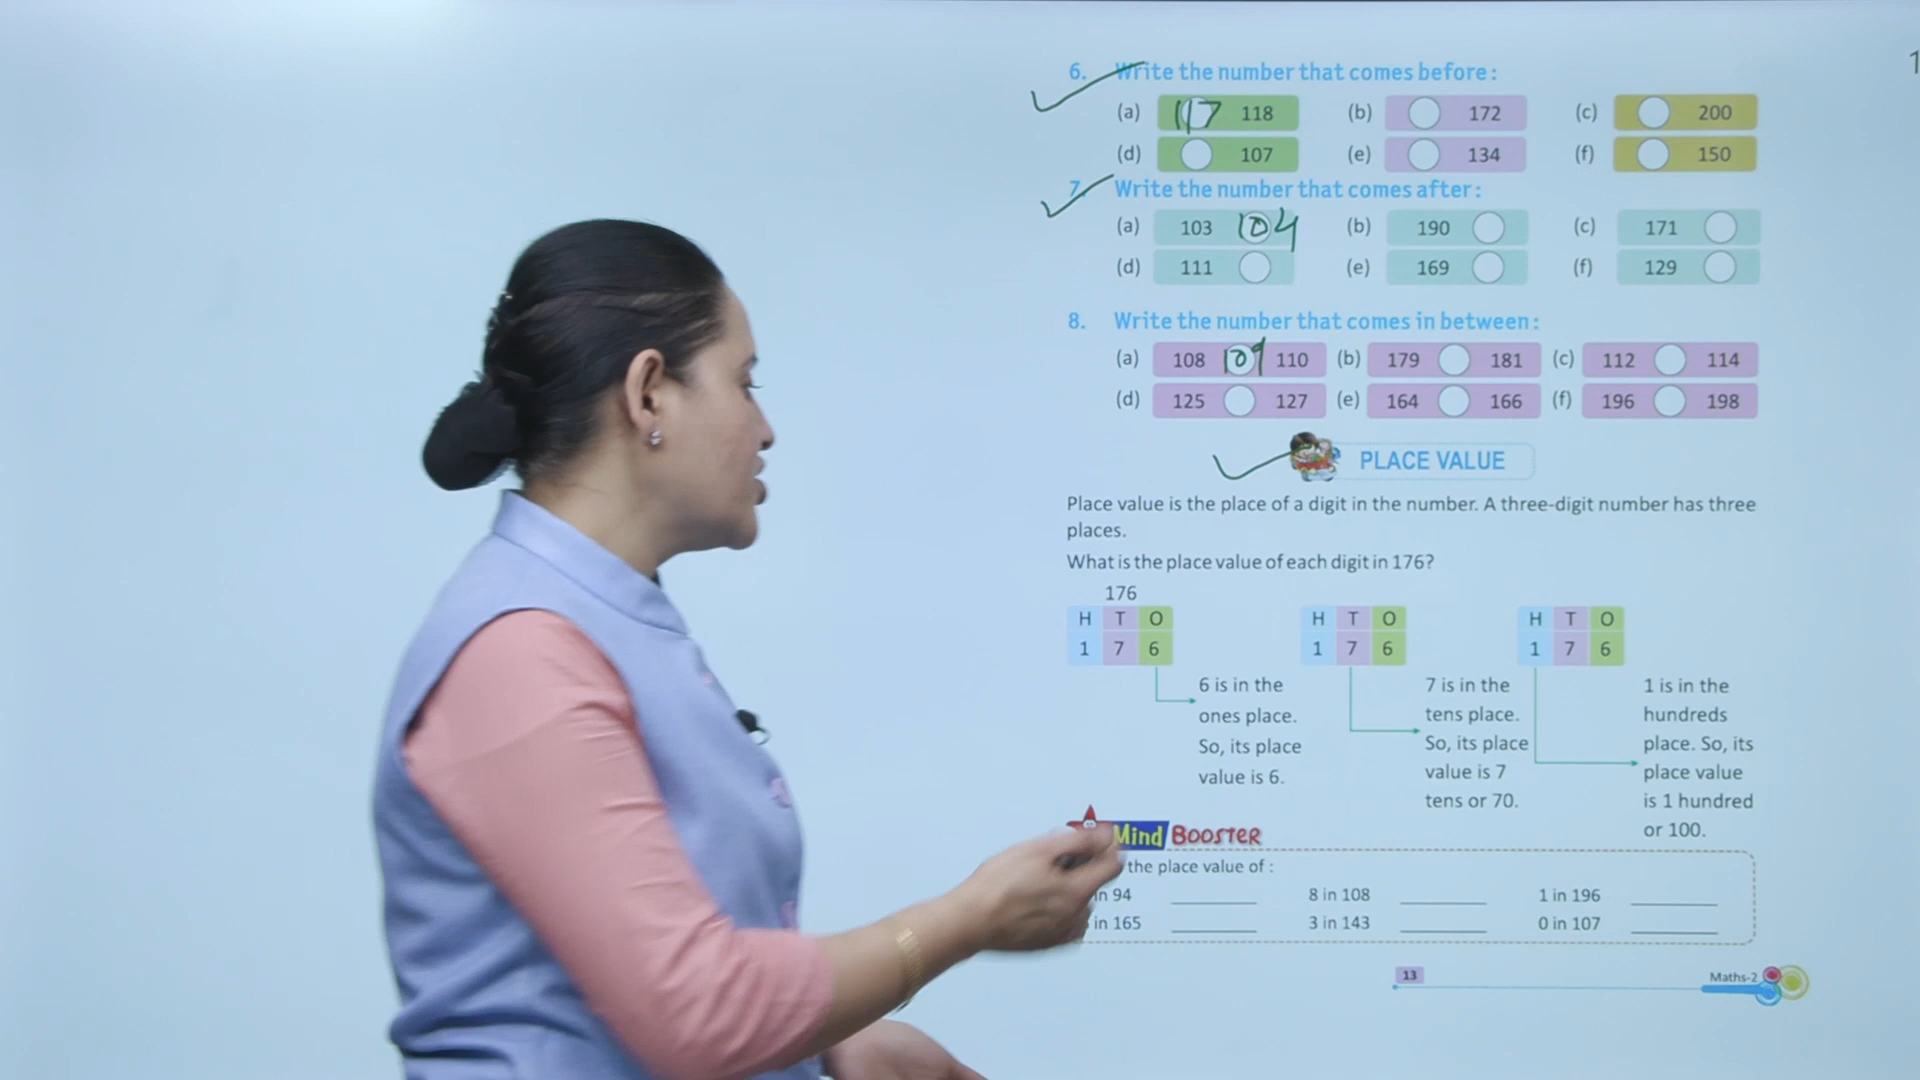 1
6. Write the number that comes before :
(a) 117 118 (b) 172 (c) 200
(d) 107 (e) 134 (f) 150
7. Write the number that comes after :
(a) 103 104 (b) 190 (c) 171
(d) 111 (e) 169 (f) 129
8. Write the number that comes in between :
(a) 108 109 110 (b) 179 181 (c) 112 114
(d) 125 127 (e) 164 166 (f) 196 198
PLACE VALUE
Place value is the place of a digit in the number. A three-digit number has three
places.
What is the place value of each digit in 176?
176
H T O
1 7 6
6 is in the
ones place.
So, its place
value is 6.
H T O
1 7 6
7 is in the
tens place.
So, its place
value is 7
tens or 70.
H T O
1 7 6
1 is in the
hundreds
place. So, its
place value
is 1 hundred
or 100.
Mind BOOSTER
the place value of :
in 94 8 in 108 1 in 196
in 165 3 in 143 0 in 107
13
Maths-2